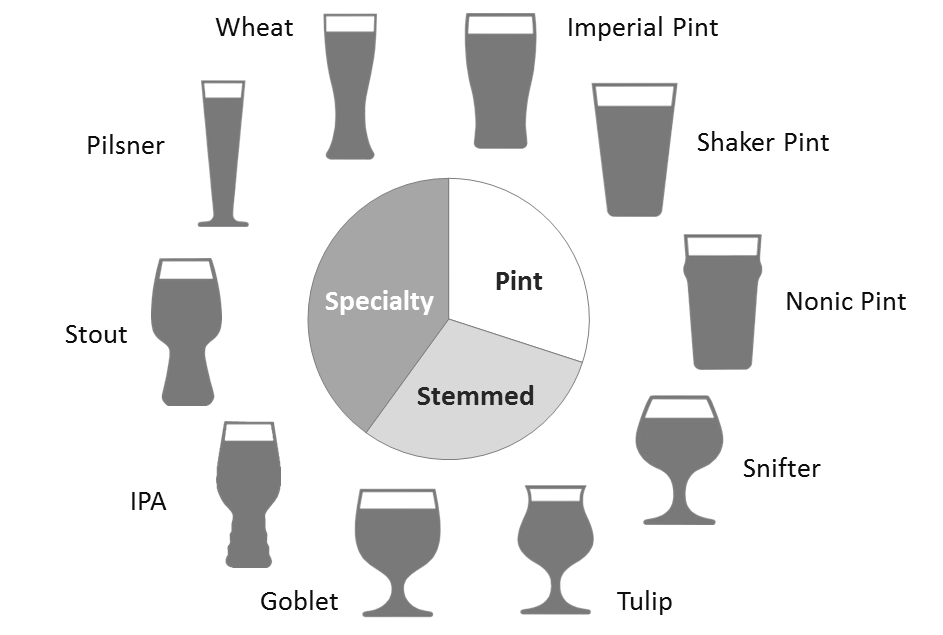 Wheat
Imperial Pint
Pilsner
Shaker Pint
Specialty
Pint
Nonic Pint
Stout
Stemmed
Snifter
IPA
Goblet
Tulip